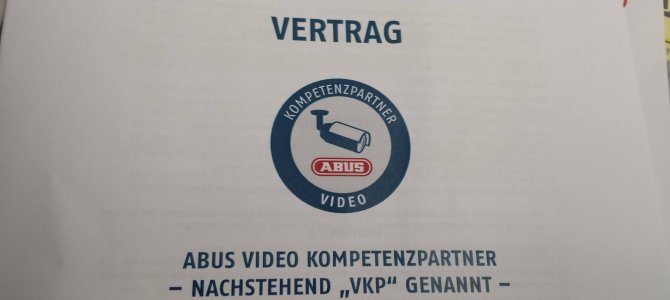 VERTRAG
KOMPETENZPARTNER
ABUS
VIDEO
ABUS VIDEO KOMPETENZPARTNER
– NACHSTEHEND „VKP“ GENANNT –